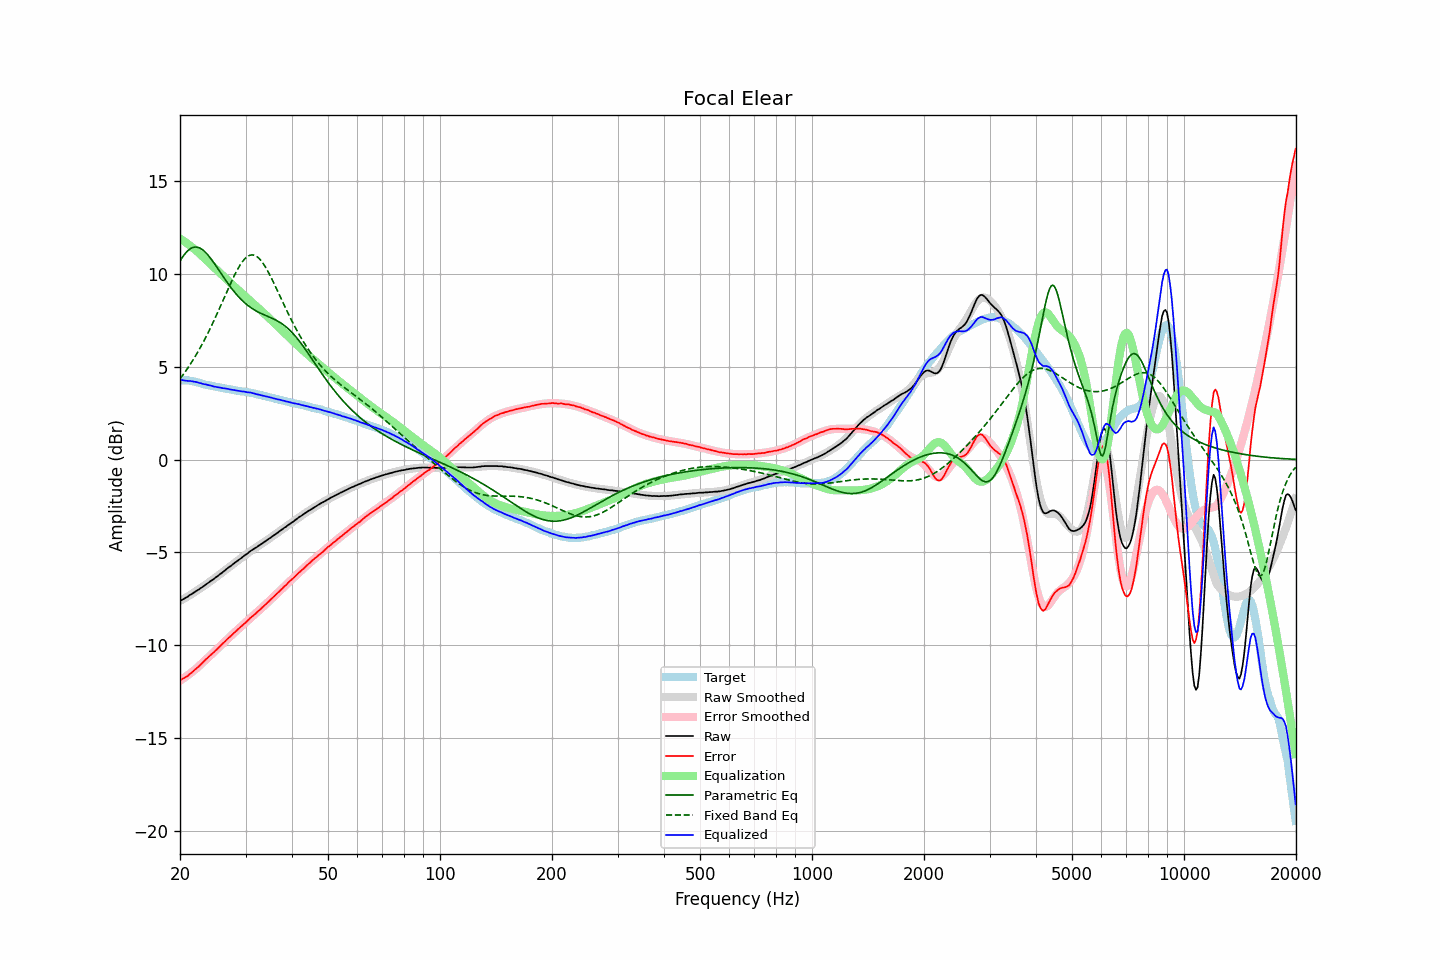 Focal Elear
Amplitude (dBr)
15
10
5
0
−5
−10
−15
−20
Target
Raw Smoothed
Error Smoothed
Raw
Error
Equalization
Parametric Eq
Fixed Band Eq
Equalized
20 50 100 200 500 1000 2000 5000 10000 20000
Frequency (Hz)